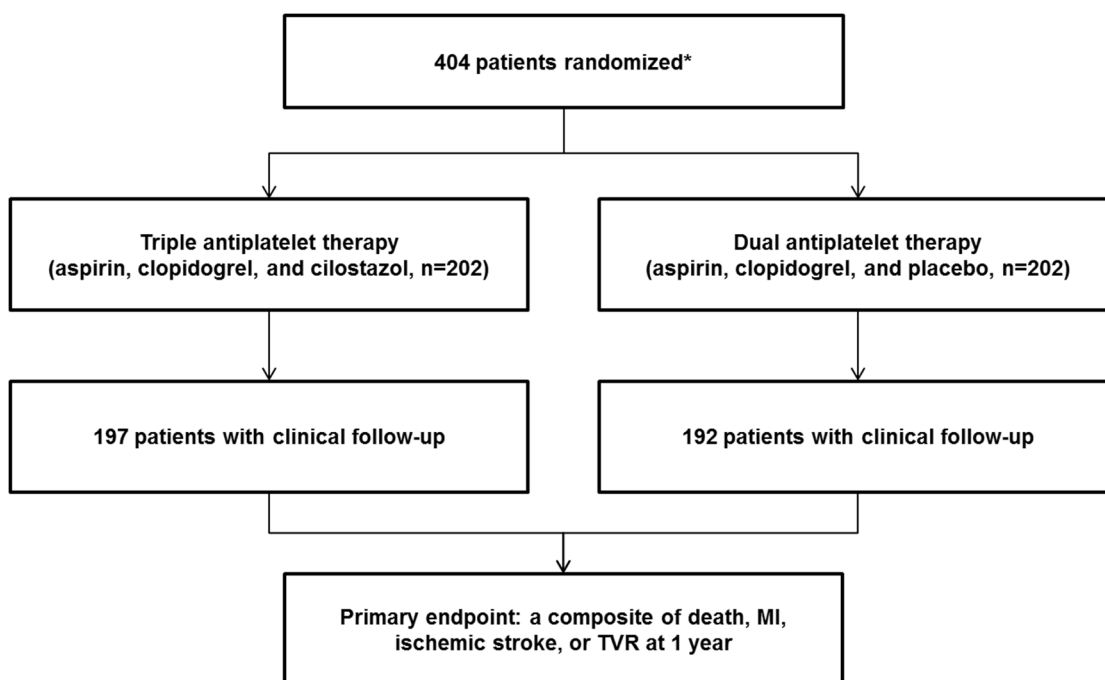 404 patients randomized*
Triple antiplatelet therapy
(aspirin, clopidogrel, and cilostazol, n=202)
Dual antiplatelet therapy
(aspirin, clopidogrel, and placebo, n=202)
197 patients with clinical follow-up
192 patients with clinical follow-up
Primary endpoint: a composite of death, MI,
ischemic stroke, or TVR at 1 year